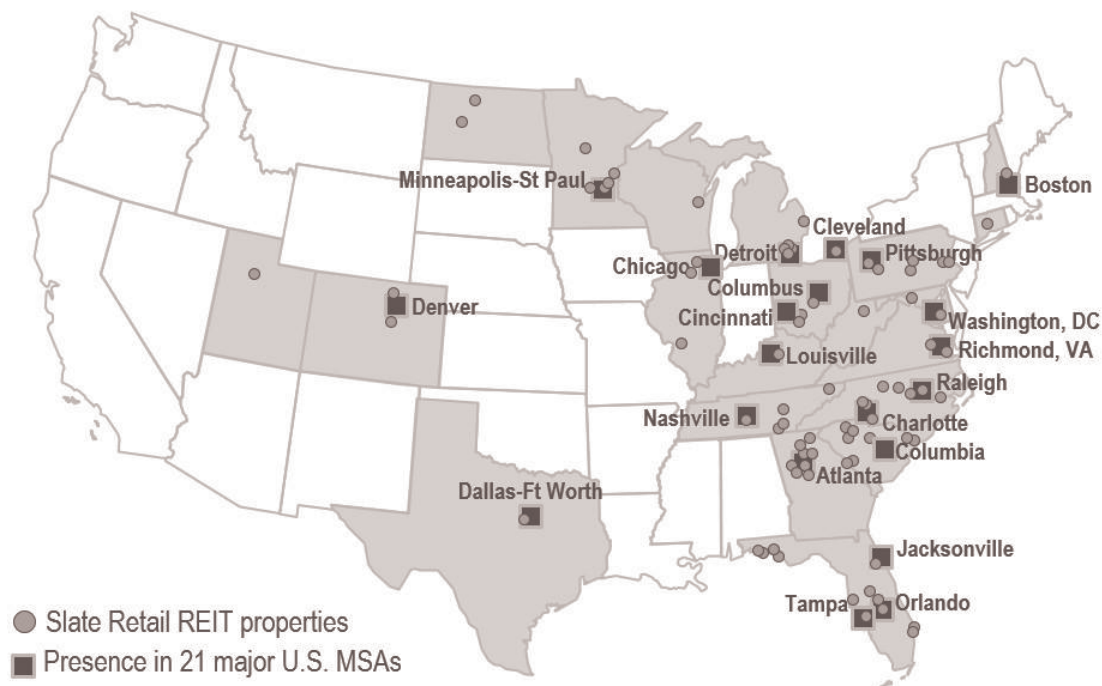 Minneapolis-St Paul
Boston
Cleveland
Detroit
Pittsburgh
Chicago
Columbus
Denver
Cincinnati
Washington, DC
Louisville
Richmond, VA
Raleigh
Nashville
Charlotte
Columbia
Atlanta
Dallas-Ft Worth
Jacksonville
Tampa
Orlando
Slate Retail REIT properties
Presence in 21 major U.S. MSAs